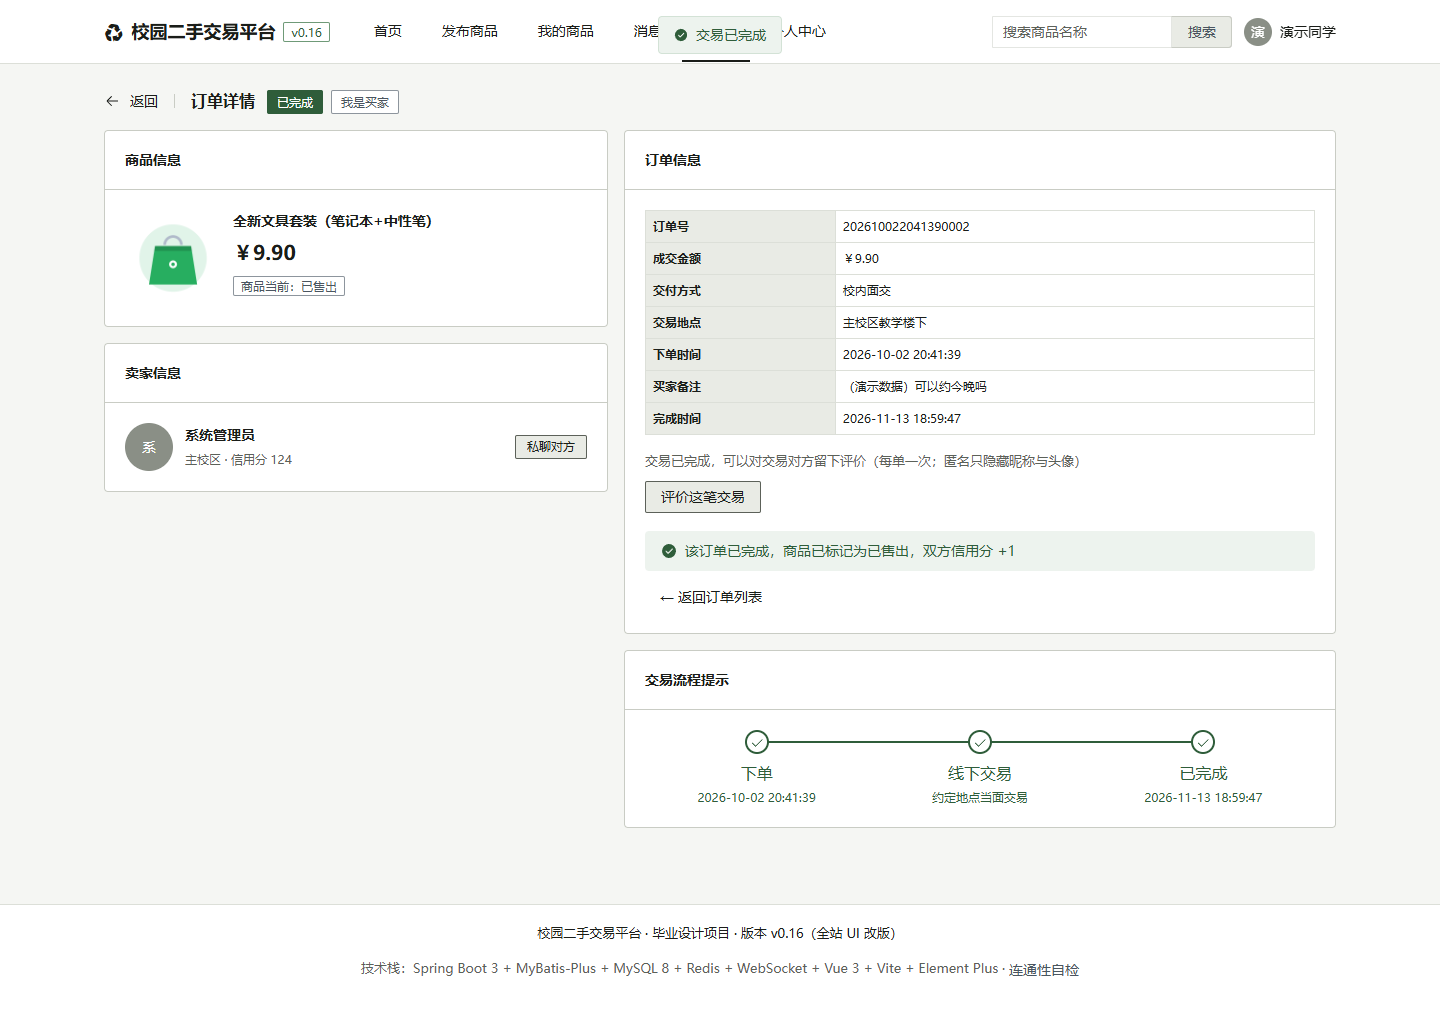 校园二手交易平台 v0.16 首页 发布商品 我的商品 消息 交易已完成 人中心 搜索商品名称 搜索 演 演示同学
← 返回 订单详情 已完成 我是买家
商品信息
全新文具套装（笔记本+中性笔）
￥9.90
商品当前：已售出
卖家信息
系
系统管理员
主校区 · 信用分 124
私聊对方
订单信息
订单号 202610022041390002
成交金额 ￥9.90
交付方式 校内面交
交易地点 主校区教学楼下
下单时间 2026-10-02 20:41:39
买家备注 （演示数据）可以约今晚吗
完成时间 2026-11-13 18:59:47
交易已完成，可以对交易对方留下评价（每单一次；匿名只隐藏昵称与头像）
评价这笔交易
该订单已完成，商品已标记为已售出，双方信用分 +1
← 返回订单列表
交易流程提示
下单 线下交易 已完成
2026-10-02 20:41:39 约定地点当面交易 2026-11-13 18:59:47
校园二手交易平台 · 毕业设计项目 · 版本 v0.16（全站 UI 改版）
技术栈：Spring Boot 3 + MyBatis-Plus + MySQL 8 + Redis + WebSocket + Vue 3 + Vite + Element Plus · 连通性自检